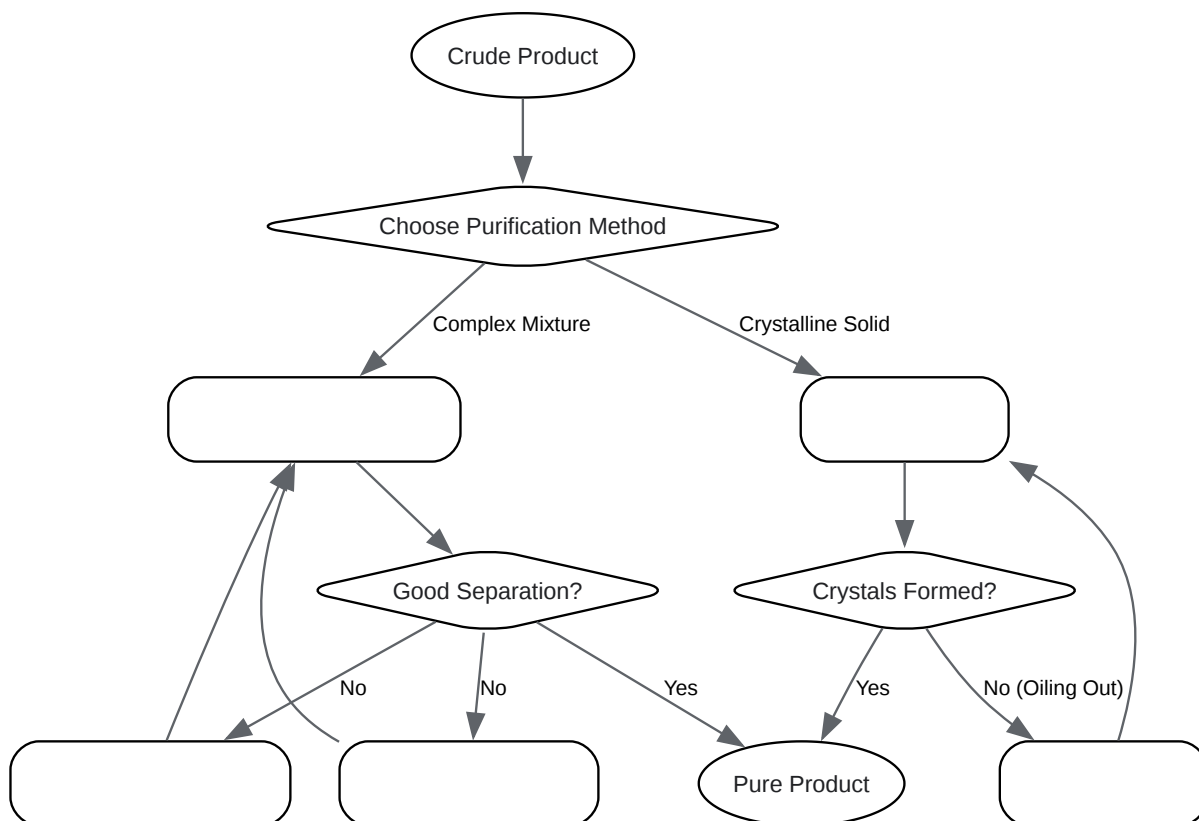 Crude Product
Choose Purification Method
Complex Mixture
Crystalline Solid
Good Separation?
Crystals Formed?
No
No
Yes
Yes
No (Oiling Out)
Pure Product